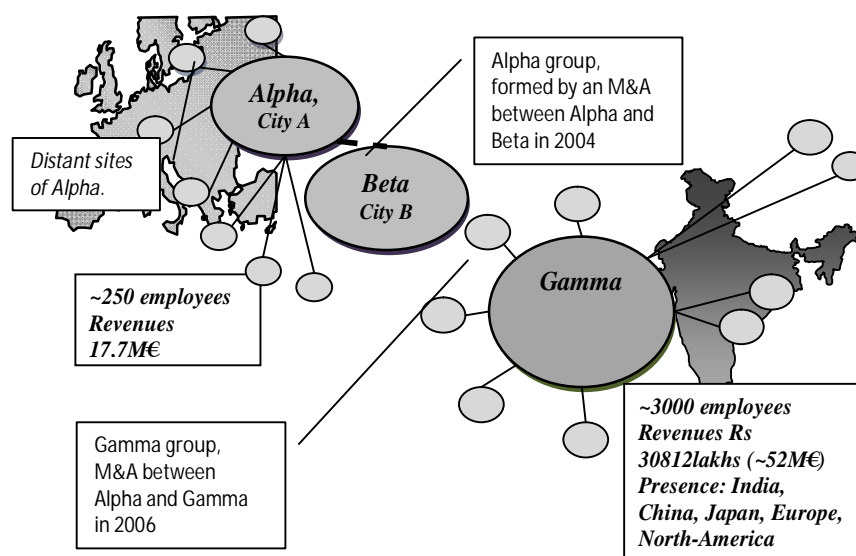 Alpha,
City A
Beta
City B
Distant sites
of Alpha.
~250 employees
Revenues
17.7M€
Alpha group,
formed by an M&A
between Alpha and
Beta in 2004
Gamma
Gamma group,
M&A between
Alpha and Gamma
in 2006
~3000 employees
Revenues Rs
30812lakhs (~52M€)
Presence: India,
China, Japan, Europe,
North-America